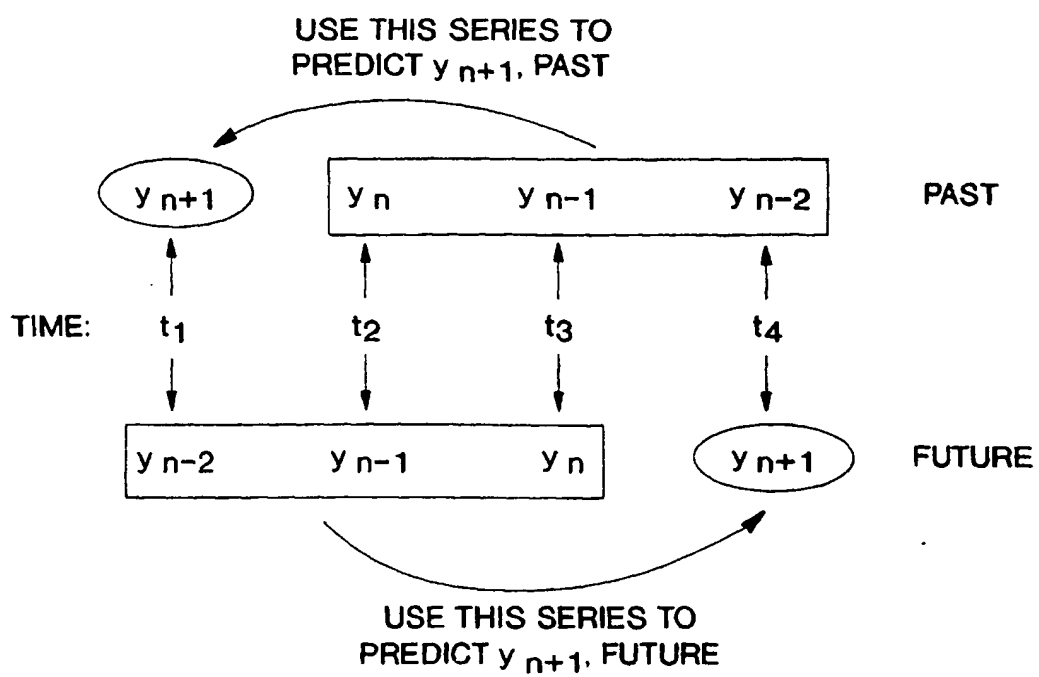 USE THIS SERIES TO
PREDICT y n+1, PAST
y n+1 y n y n-1 y n-2 PAST
TIME: t1 t2 t3 t4
y n-2 y n-1 y n y n+1 FUTURE
USE THIS SERIES TO
PREDICT y n+1, FUTURE